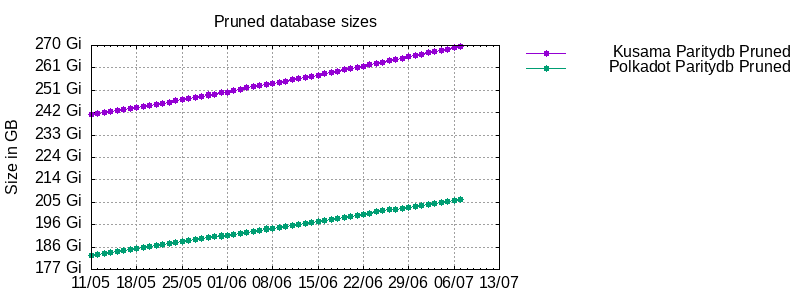 Pruned database sizes
270 Gi
261 Gi
251 Gi
242 Gi
233 Gi
224 Gi
214 Gi
205 Gi
196 Gi
186 Gi
177 Gi
Size in GB
11/05 18/05 25/05 01/06 08/06 15/06 22/06 29/06 06/07 13/07
Kusama Paritydb Pruned
Polkadot Paritydb Pruned